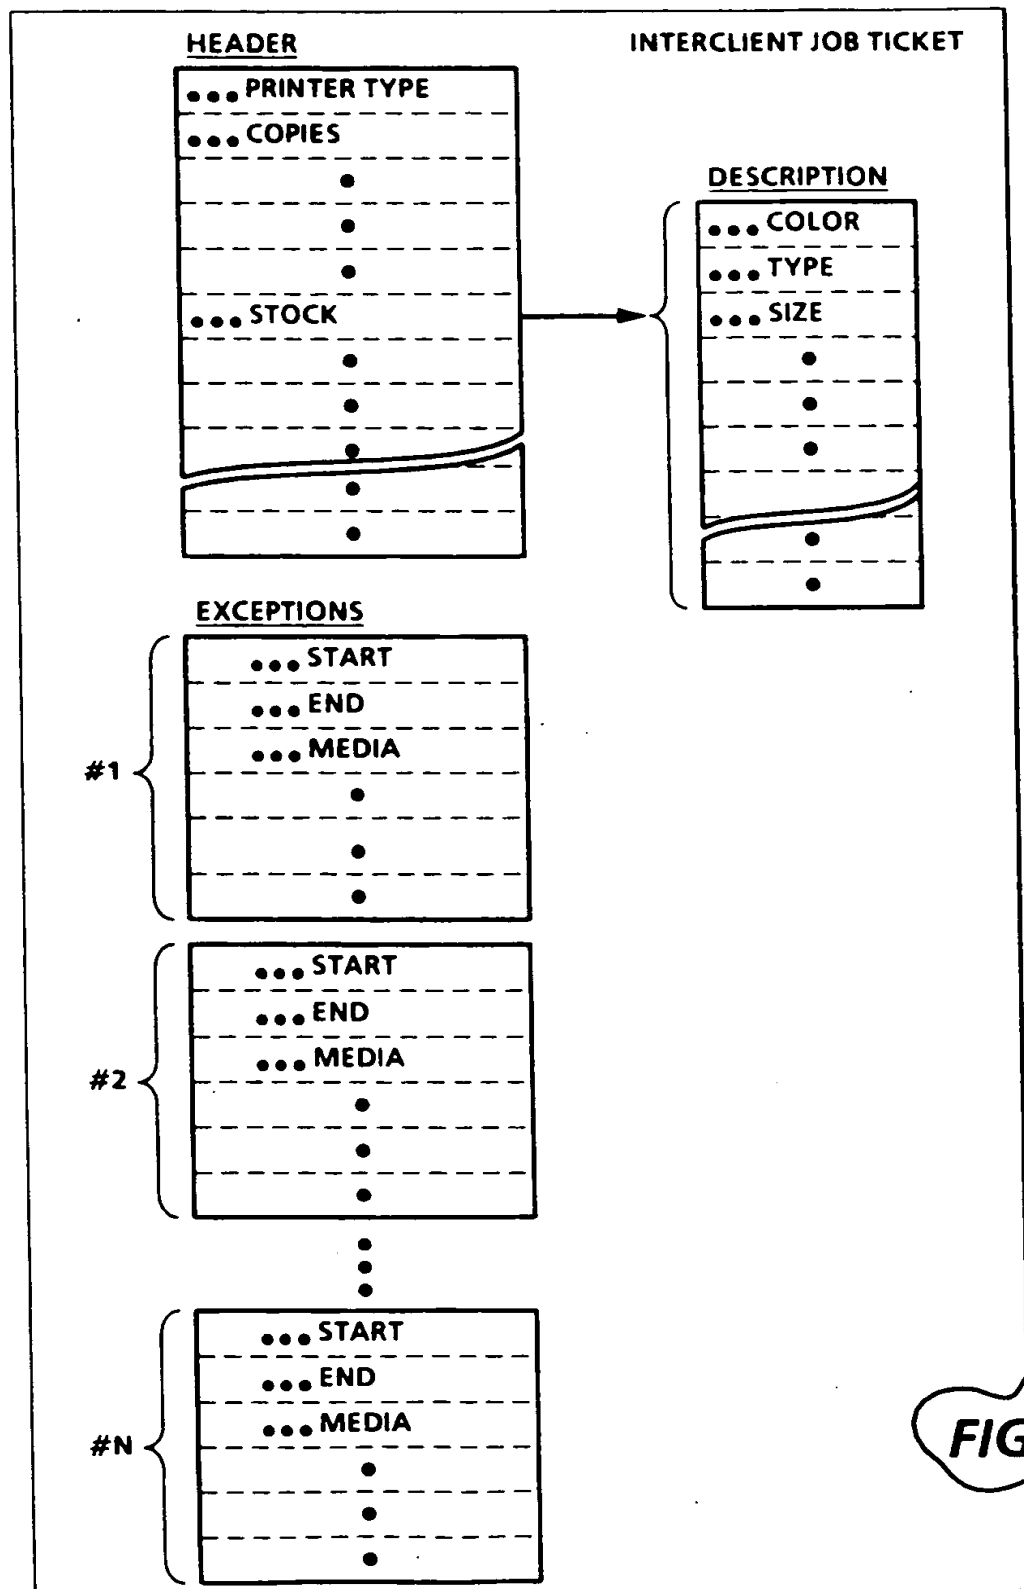 HEADER
INTERCLIENT JOB TICKET
...PRINTER TYPE
...COPIES
...STOCK
DESCRIPTION
...COLOR
...TYPE
...SIZE
EXCEPTIONS
#1
...START
...END
...MEDIA
#2
...START
...END
...MEDIA
#N
...START
...END
...MEDIA
FIG